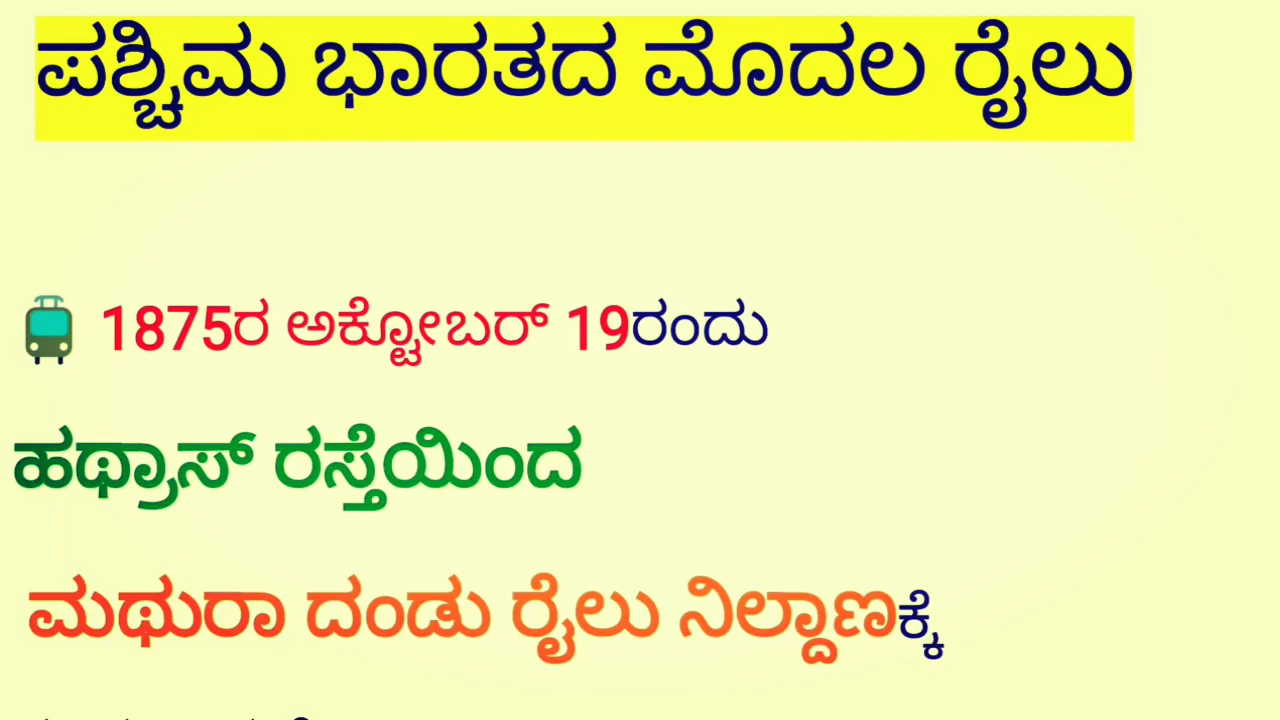 ಪಶ್ಚಿಮ ಭಾರತದ ಮೊದಲ ರೈಲು
1875ರ ಅಕ್ಟೋಬರ್ 19ರಂದು
ಹಥ್ರಾಸ್ ರಸ್ತೆಯಿಂದ
ಮಥುರಾ ದಂಡು ರೈಲು ನಿಲ್ದಾಣಕ್ಕೆ